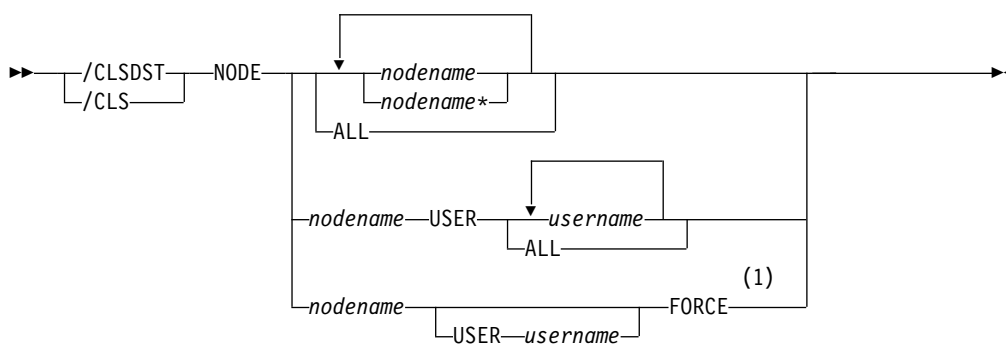 /CLSDST NODE nodename
/CLS nodename*
ALL
nodename USER username
ALL
(1)
nodename FORCE
USER username